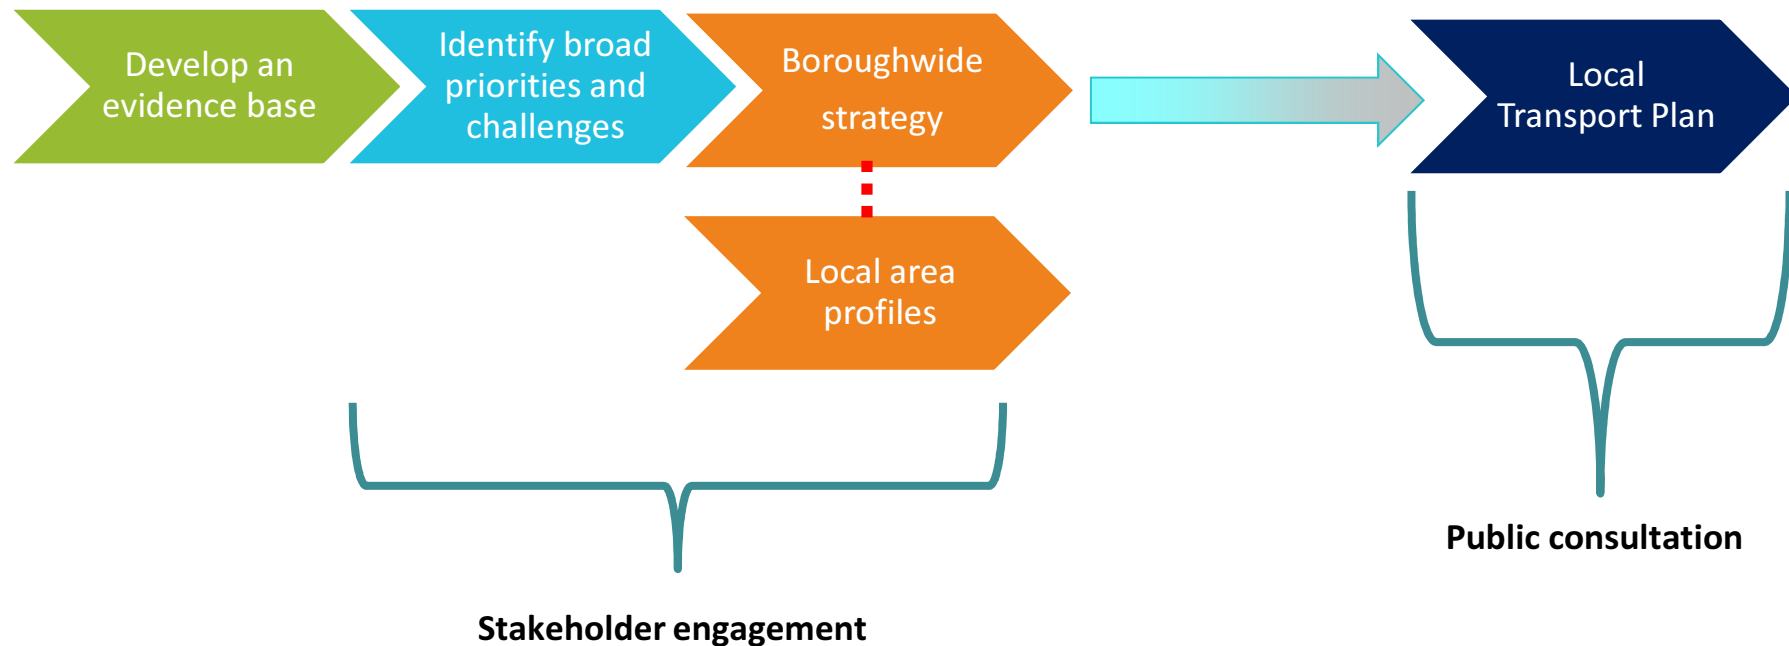 Develop an
evidence base
Identify broad
priorities and
challenges
Boroughwide
strategy
Local
Transport Plan
Local area
profiles
Public consultation
Stakeholder engagement